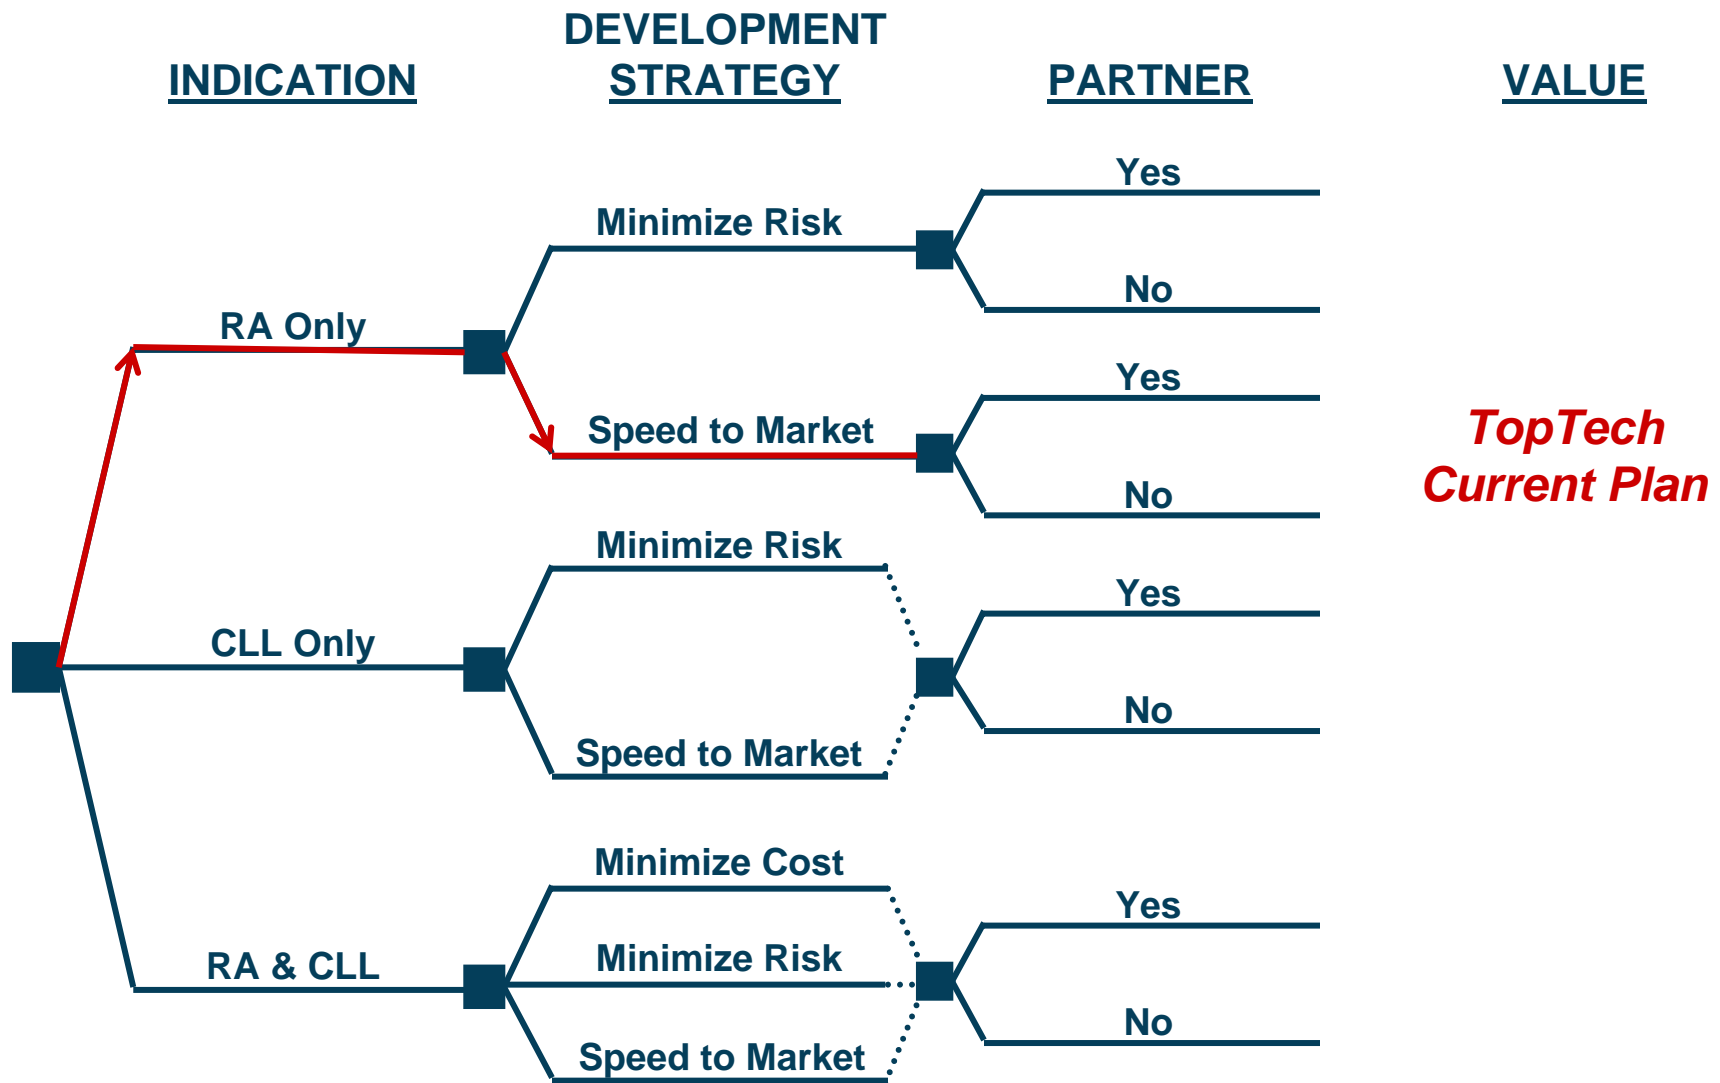 DEVELOPMENT
INDICATION STRATEGY PARTNER VALUE
Yes
Minimize Risk
No
RA Only
Yes
Speed to Market
TopTech
Current Plan
No
Minimize Risk
Yes
CLL Only
No
Speed to Market
Minimize Cost
Yes
Minimize Risk
RA & CLL
No
Speed to Market